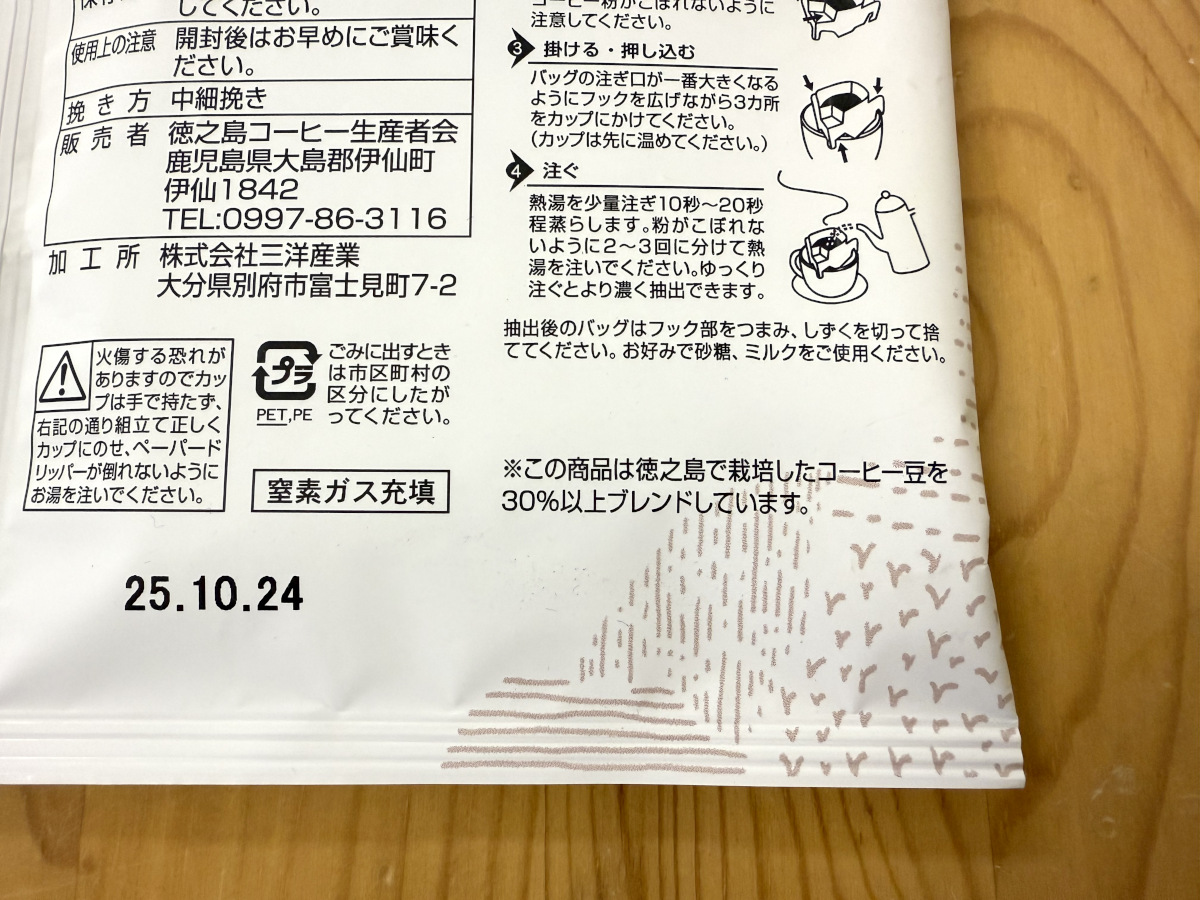 してください。
使用上の注意 開封後はお早めにご賞味く
ださい。
挽き方 中細挽き
販売者 徳之島コーヒー生産者会
鹿児島県大島郡伊仙町
伊仙1842
TEL:0997-86-3116
加工所 株式会社三洋産業
大分県別府市富士見町7-2
火傷する恐れが
ありますのでカッ
プは手で持たず、
右記の通り組立て正しく
カップにのせ、ペーパード
リッパーが倒れないように
お湯を注いでください。
プラ
PET,PE
ごみに出すとき
は市区町村の
区分にしたが
ってください。
窒素ガス充填
25.10.24
コーヒー粉がこぼれないように
注意してください。
3 掛ける・押し込む
バッグの注ぎ口が一番大きくなる
ようにフックを広げながら3カ所
をカップにかけてください。
(カップは先に温めてください。)
4 注ぐ
熱湯を少量注ぎ10秒～20秒
程蒸らします。粉がこぼれな
いように2～3回に分けて熱
湯を注いでください。ゆっくり
注ぐとより濃く抽出できます。
抽出後のバッグはフック部をつまみ、しずくを切って捨
ててください。お好みで砂糖、ミルクをご使用ください。
※この商品は徳之島で栽培したコーヒー豆を
30%以上ブレンドしています。